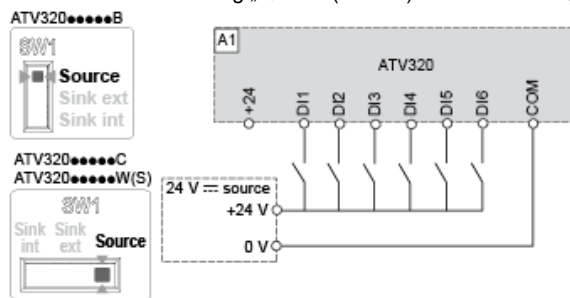 ATV320●●●●●B
SW1
Source
Sink ext
Sink int
ATV320●●●●●C
ATV320●●●●●W(S)
SW1
Sink int
Sink ext
Source
A1
ATV320
+24
DI1
DI2
DI3
DI4
DI5
DI6
COM
24 V ⎓ source
+24 V
0 V